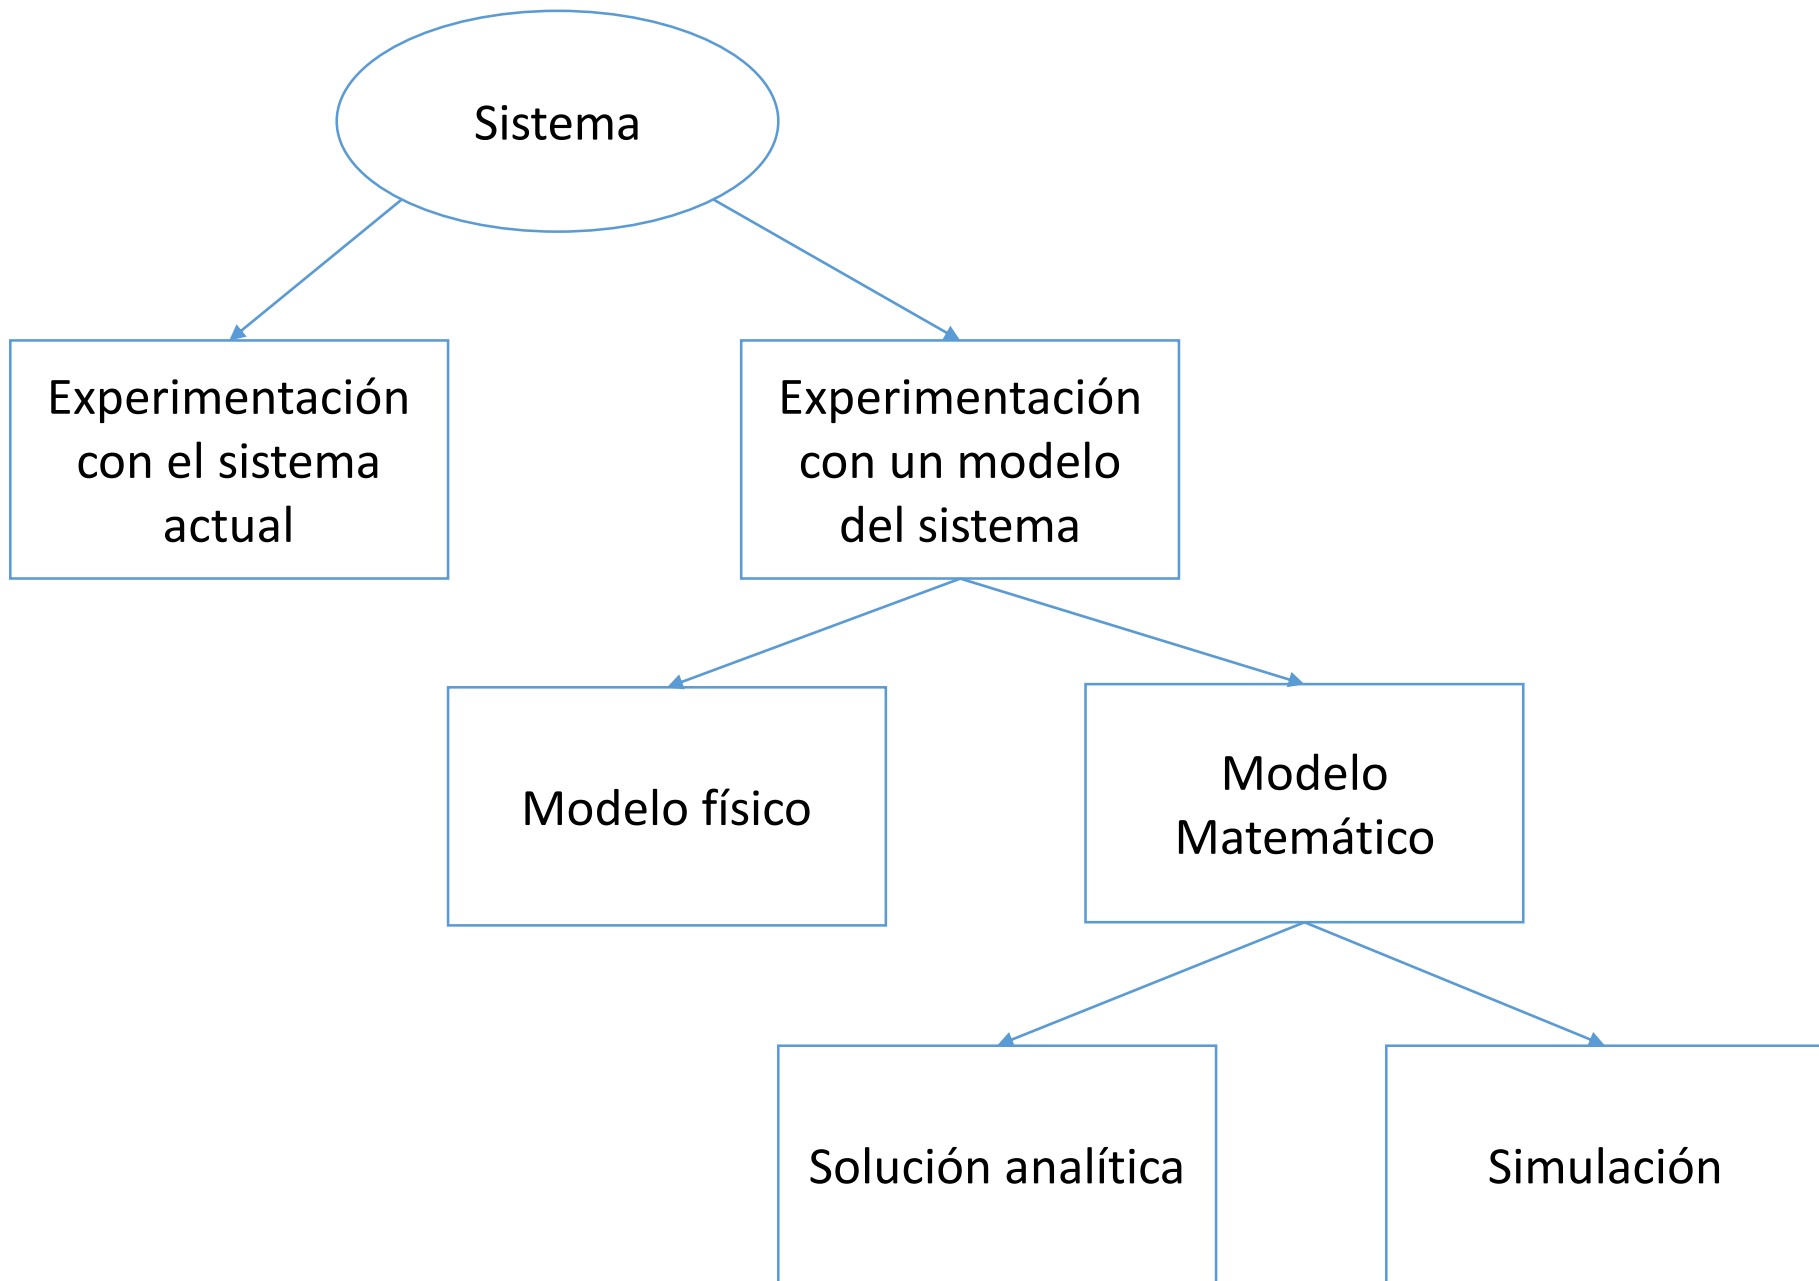 Sistema
Experimentación
con el sistema
actual
Experimentación
con un modelo
del sistema
Modelo físico
Modelo
Matemático
Solución analítica
Simulación